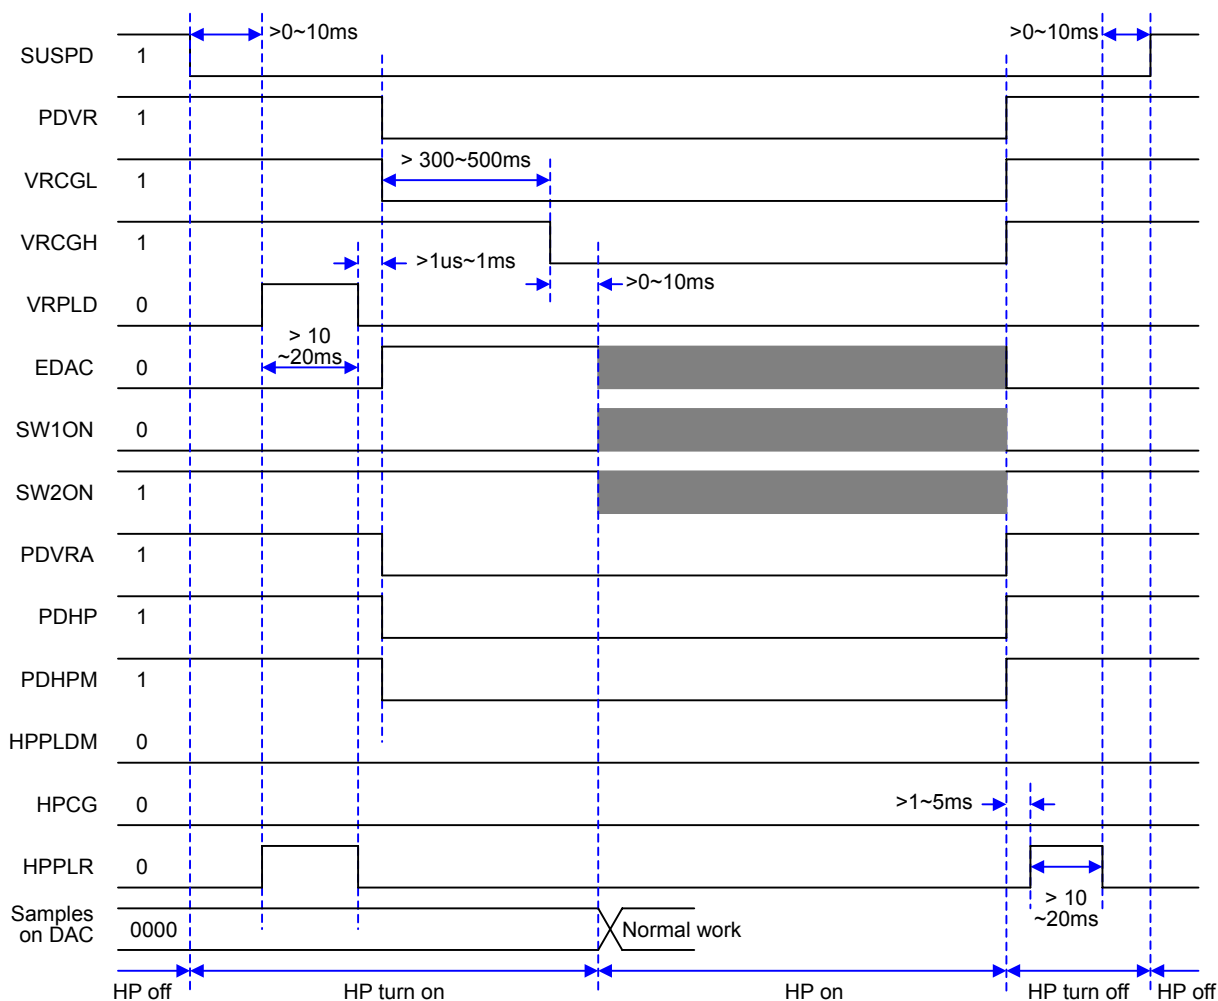 >0~10ms
>0~10ms
SUSPD 1
PDVR 1
> 300~500ms
VRCGL 1
VRCGH 1
>1us~1ms
>0~10ms
VRPLD 0
> 10
~20ms
EDAC 0
SW1ON 0
SW2ON 1
PDVRA 1
PDHP 1
PDHPM 1
HPPLDM 0
HPCG 0
>1~5ms
HPPLR 0
> 10
~20ms
Samples
on DAC 0000
Normal work
HP off HP turn on HP on HP turn off HP off